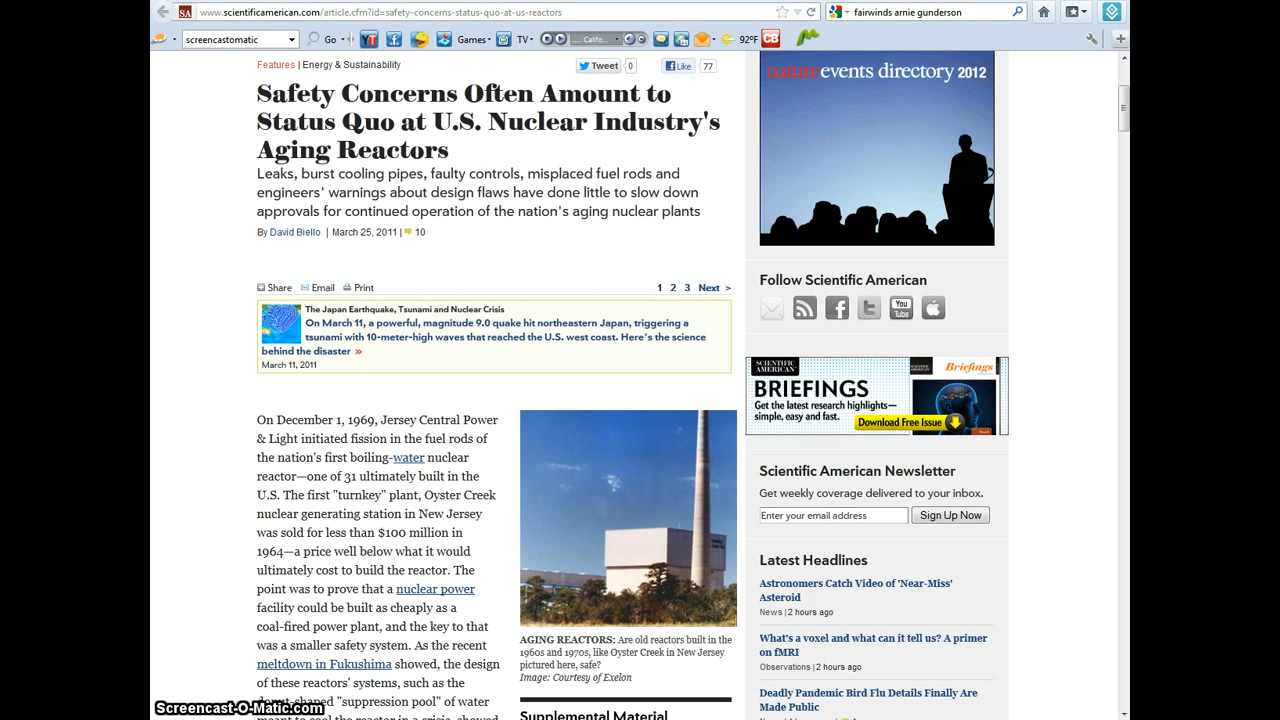 www.scientificamerican.com/article.cfm?id=safety-concerns-status-quo-at-us-reactors
fairwinds arnie gunderson
screencastomatic
Go
Games
TV
.... Califo...
92°F
CB
Features | Energy & Sustainability
Tweet 0
Like 77
Safety Concerns Often Amount to
Status Quo at U.S. Nuclear Industry's
Aging Reactors
Leaks, burst cooling pipes, faulty controls, misplaced fuel rods and
engineers' warnings about design flaws have done little to slow down
approvals for continued operation of the nation's aging nuclear plants
By David Biello | March 25, 2011 | 10
Share Email Print
1 2 3 Next >
The Japan Earthquake, Tsunami and Nuclear Crisis
On March 11, a powerful, magnitude 9.0 quake hit northeastern Japan, triggering a
tsunami with 10-meter-high waves that reached the U.S. west coast. Here's the science
behind the disaster »
March 11, 2011
On December 1, 1969, Jersey Central Power
& Light initiated fission in the fuel rods of
the nation's first boiling-water nuclear
reactor—one of 31 ultimately built in the
U.S. The first "turnkey" plant, Oyster Creek
nuclear generating station in New Jersey
was sold for less than $100 million in
1964—a price well below what it would
ultimately cost to build the reactor. The
point was to prove that a nuclear power
facility could be built as cheaply as a
coal-fired power plant, and the key to that
was a smaller safety system. As the recent
meltdown in Fukushima showed, the design
of these reactors' systems, such as the
"suppression pool" of water
AGING REACTORS: Are old reactors built in the
1960s and 1970s, like Oyster Creek in New Jersey
pictured here, safe?
Image: Courtesy of Exelon
Supplemental Material
nature events directory 2012
Follow Scientific American
You
Tube
SCIENTIFIC
AMERICAN
BRIEFINGS
Get the latest research highlights—
simple, easy and fast.
Briefings
Download Free Issue
Scientific American Newsletter
Get weekly coverage delivered to your inbox.
Enter your email address
Sign Up Now
Latest Headlines
Astronomers Catch Video of 'Near-Miss'
Asteroid
News | 2 hours ago
What's a voxel and what can it tell us? A primer
on fMRI
Observations | 2 hours ago
Deadly Pandemic Bird Flu Details Finally Are
Made Public
Screencast-O-Matic.com